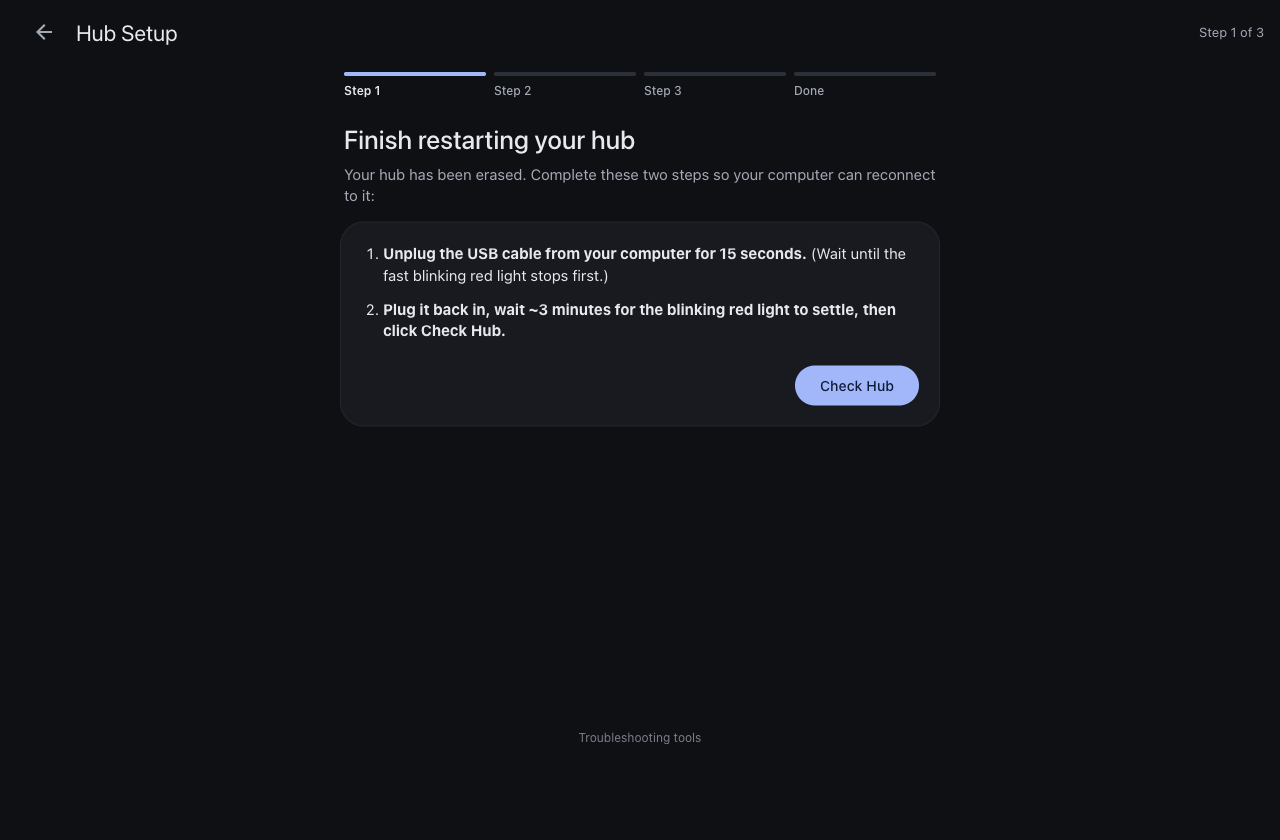 Hub Setup
Step 1 of 3
Step 1
Step 2
Step 3
Done
Finish restarting your hub
Your hub has been erased. Complete these two steps so your computer can reconnect
to it:
1. Unplug the USB cable from your computer for 15 seconds. (Wait until the
fast blinking red light stops first.)
2. Plug it back in, wait ~3 minutes for the blinking red light to settle, then
click Check Hub.
Check Hub
Troubleshooting tools